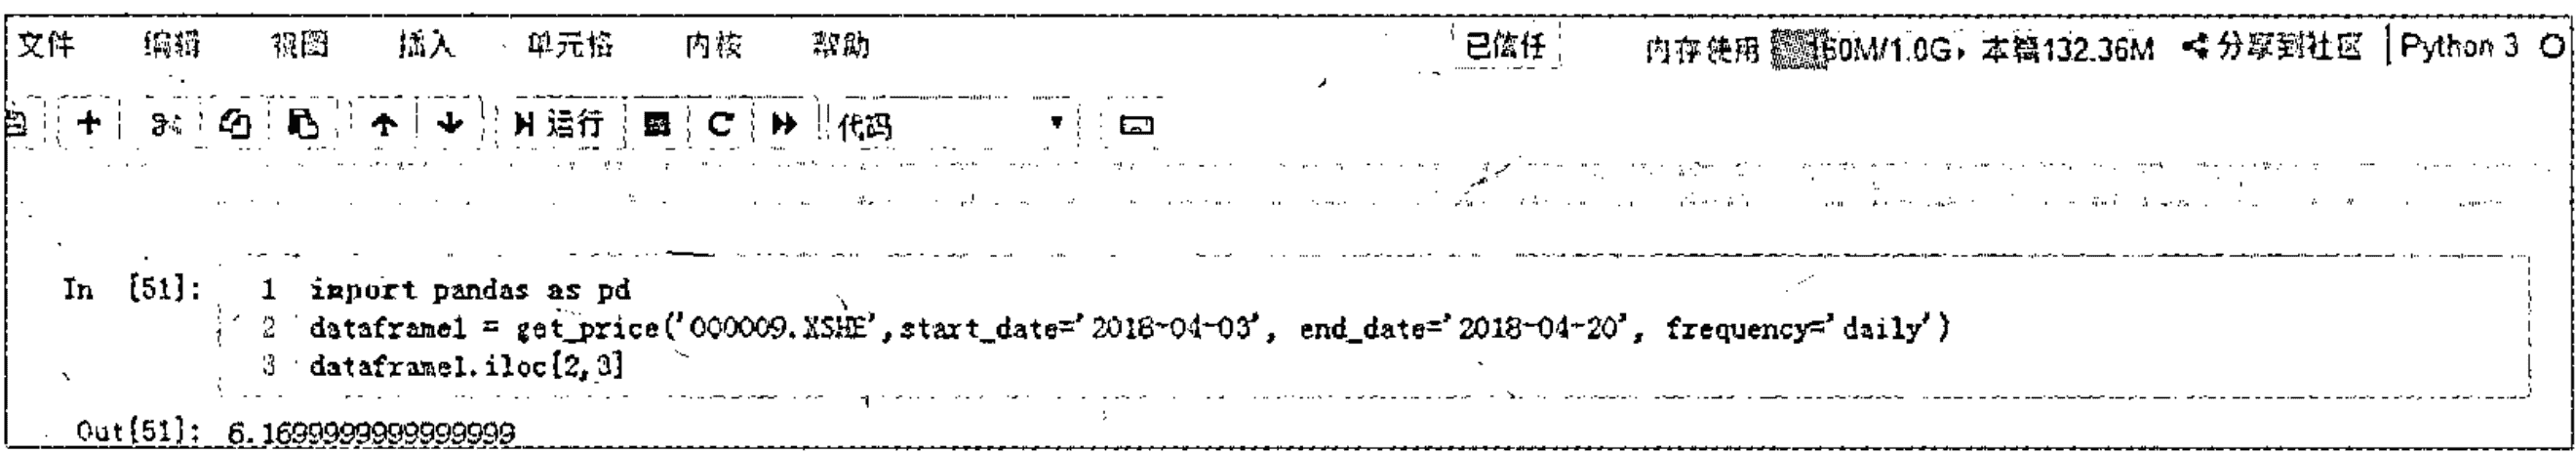 文件 编辑 视图 插入 单元格 内核 帮助 已信任 内存使用 160M/1.0G, 本篇132.36M 分享到社区 | Python 3
运行 代码
In [51]: 1 import pandas as pd
2 dataframe1 = get_price('000009.XSHE',start_date='2018-04-03', end_date='2018-04-20', frequency='daily')
3 dataframe1.iloc[2,3]
Out[51]: 6.1699999999999999